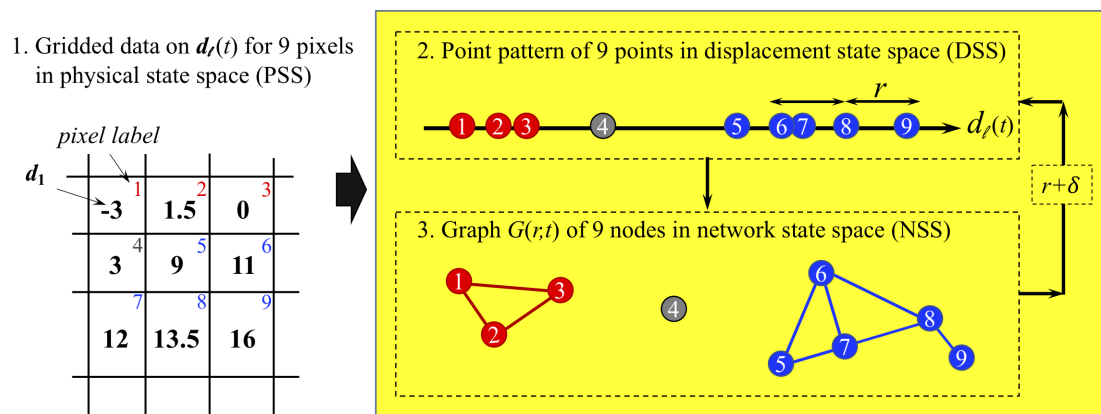 1. Gridded data on dℓ(t) for 9 pixels
in physical state space (PSS)
pixel label
d1
1 2 3
-3 1.5 0
4 5 6
3 9 11
7 8 9
12 13.5 16
2. Point pattern of 9 points in displacement state space (DSS)
r
1 2 3 4 5 6 7 8 9 dℓ(t)
r+δ
3. Graph G(r,t) of 9 nodes in network state space (NSS)
1 2 3 4 5 6 7 8 9